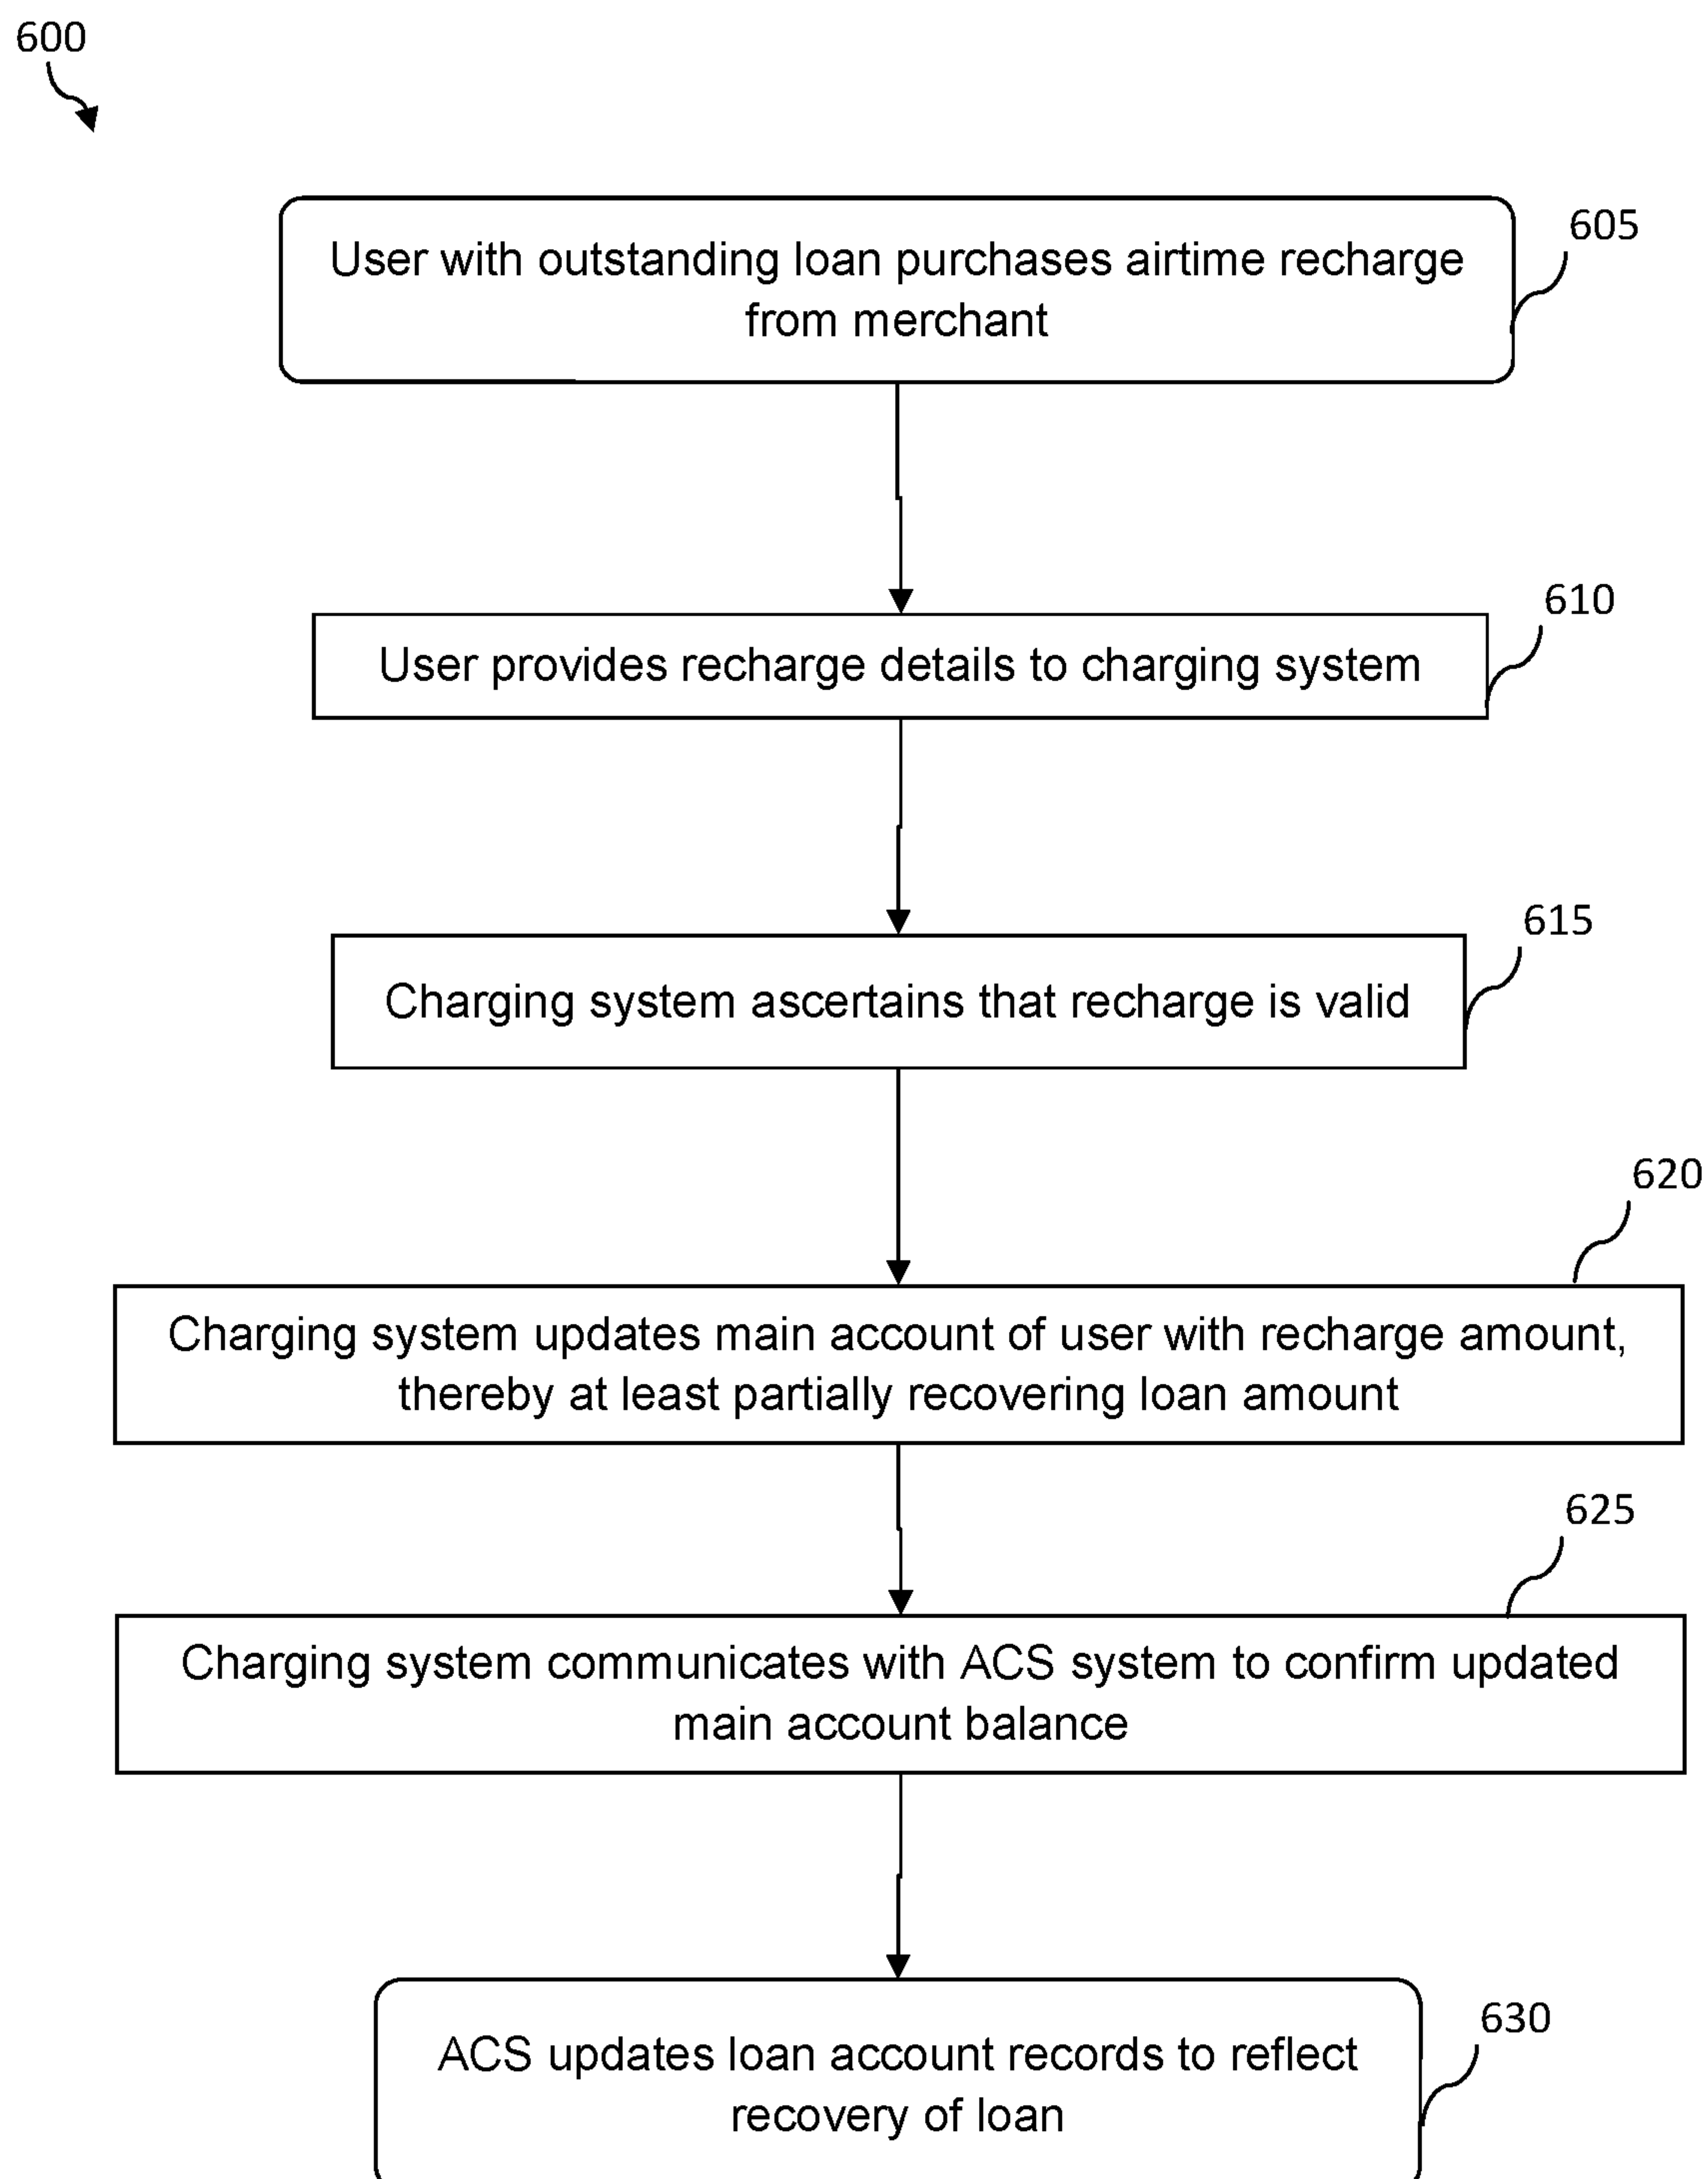 600
605
User with outstanding loan purchases airtime recharge
from merchant
610
User provides recharge details to charging system
615
Charging system ascertains that recharge is valid
620
Charging system updates main account of user with recharge amount,
thereby at least partially recovering loan amount
625
Charging system communicates with ACS system to confirm updated
main account balance
630
ACS updates loan account records to reflect
recovery of loan